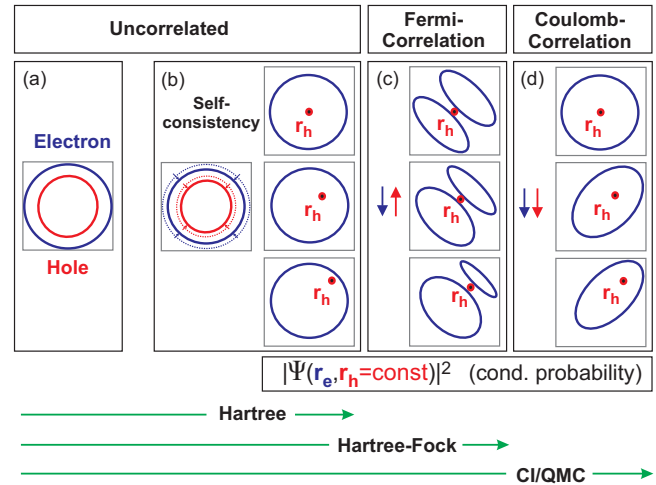 Uncorrelated
Fermi-
Correlation
Coulomb-
Correlation
(a)
Electron
Hole
(b)
Self-
consistency
r_h
r_h
r_h
(c)
r_h
r_h
r_h
(d)
r_h
r_h
r_h
|Ψ(r_e,r_h=const)|² (cond. probability)
Hartree
Hartree-Fock
CI/QMC